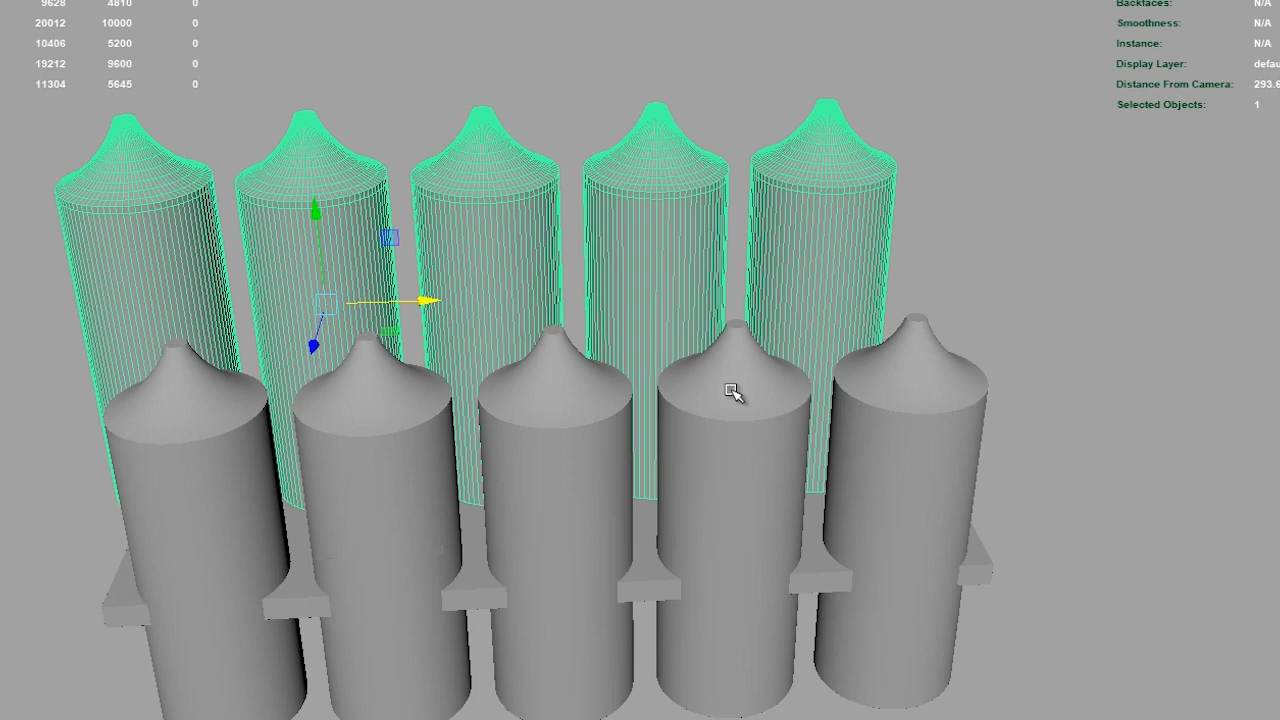 9628 4810 0
20012 10000 0
10406 5200 0
19212 9600 0
11304 5645 0
Backfaces: N/A
Smoothness: N/A
Instance: N/A
Display Layer: defau
Distance From Camera: 293.6
Selected Objects: 1